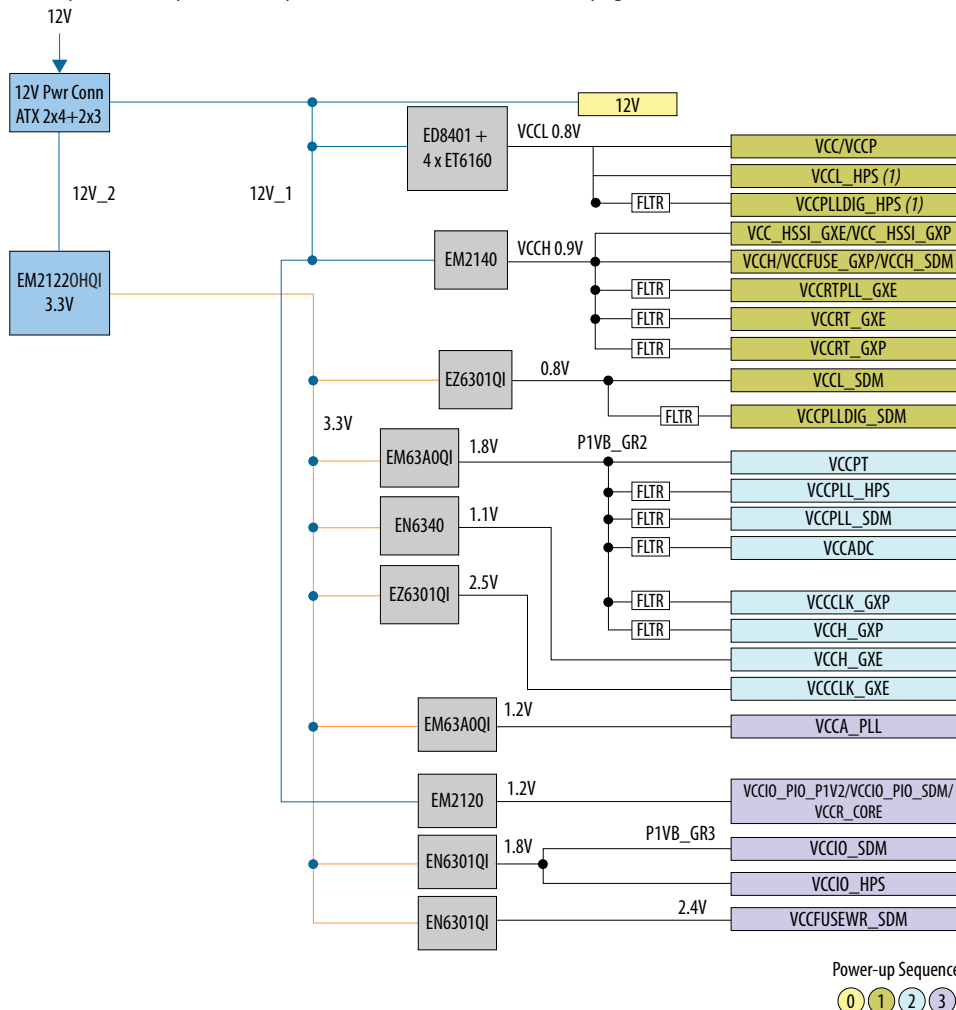 12V
12V Pwr Conn
ATX 2x4+2x3
12V
ED8401 +
4 x ET6160
VCCL 0.8V
VCC/VCCP
VCCL_HPS (1)
FLTR
VCCPLLDIG_HPS (1)
12V_2
12V_1
EM2140
VCCH 0.9V
VCC_HSSI_GXE/VCC_HSSI_GXP
VCCH/VCCFUSE_GXP/VCCH_SDM
FLTR
VCCRTPLL_GXE
FLTR
VCCRT_GXE
FLTR
VCCRT_GXP
EM2122OHQI
3.3V
EZ6301QI
0.8V
VCCL_SDM
FLTR
VCCPLLDIG_SDM
3.3V
EM63A0QI
1.8V
P1VB_GR2
VCCPT
FLTR
VCCPLL_HPS
EN6340
1.1V
FLTR
VCCPLL_SDM
FLTR
VCCADC
EZ6301QI
2.5V
FLTR
VCCCLK_GXP
FLTR
VCCH_GXP
VCCH_GXE
VCCCLK_GXE
EM63A0QI
1.2V
VCCA_PLL
EM2120
1.2V
VCCIO_PIO_P1V2/VCCIO_PIO_SDM/
VCCR_CORE
EN6301QI
1.8V
P1VB_GR3
VCCIO_SDM
VCCIO_HPS
EN6301QI
2.4V
VCCFUSEWR_SDM
Power-up Sequence
0 1 2 3